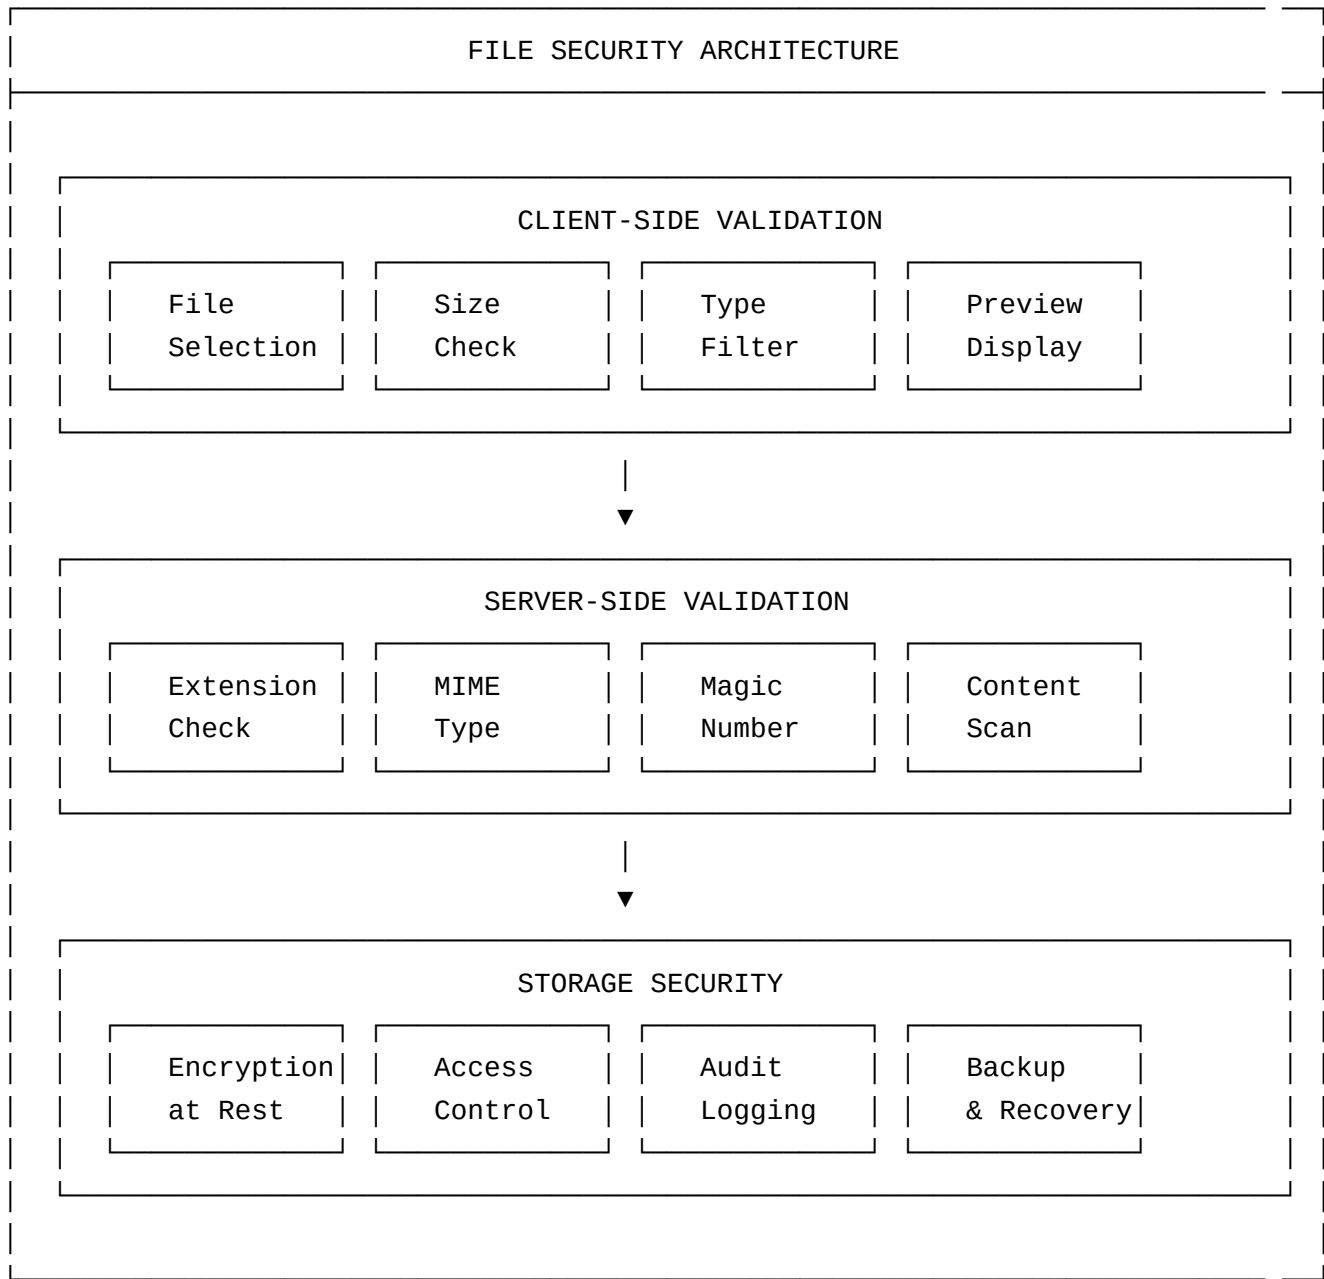 FILE SECURITY ARCHITECTURE
CLIENT-SIDE VALIDATION
File Size Type Preview
Selection Check Filter Display
SERVER-SIDE VALIDATION
Extension MIME Magic Content
Check Type Number Scan
STORAGE SECURITY
Encryption Access Audit Backup
at Rest Control Logging & Recovery